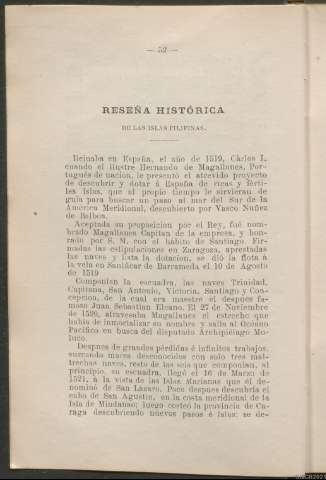 — 52 —
RESEÑA HISTÓRICA
DE LAS ISLAS FILIPINAS.
Reinaba en España, el año de 1519, Cárlos I,
cuando el ilustre Hernando de Magallanes, Por-
tugués de nacion, le presentó el atrevido proyecto
de descubrir y dotar á España de ricas y férti-
les Islas, que al propio tiempo le sirvieran de
guía para buscar un paso al mar del Sur de la
América Meridional, descubierto por Vasco Nuñez
de Balboa.
Aceptada su proposicion por el Rey, fué nom-
brado Magallanes Capitan de la empresa, y hon-
rado por S. M. con el hábito de Santiago. Fir-
madas las estipulaciones en Zaragoza, aprestadas
las naves y lista la dotacion, se dió la flota á
la vela en Sanlúcar de Barrameda el 10 de Agosto
de 1519
Componian la escuadra, las naves Trinidad,
Capitana, San Antonio, Victoria, Santiago y Con-
cepcion, de la cual era maestre el despues fa-
moso Juan Sebastian Elcano. El 27 de Noviembre
de 1520, atravesaba Magallanes el estrecho que
habia de inmortalizar su nombre y salia al Océano
Pacífico en busca del disputado Archipiélago Mo-
luco.
Despues de grandes pérdidas é infinitos trabajos,
surcando mares desconocidos con solo tres mal-
trechas naves, resto de las seis que componian, al
principio, su escuadra, llegó el 16 de Marzo de
1521, á la vista de las Islas Marianas que él de-
nominó de San Lázaro. Poco despues descubria el
cabo de San Agustin, en la costa meridional de la
Isla de Mindanao; luego costeó la provincia de Ca-
raga descubriendo nuevos pasos é Islas; se de-